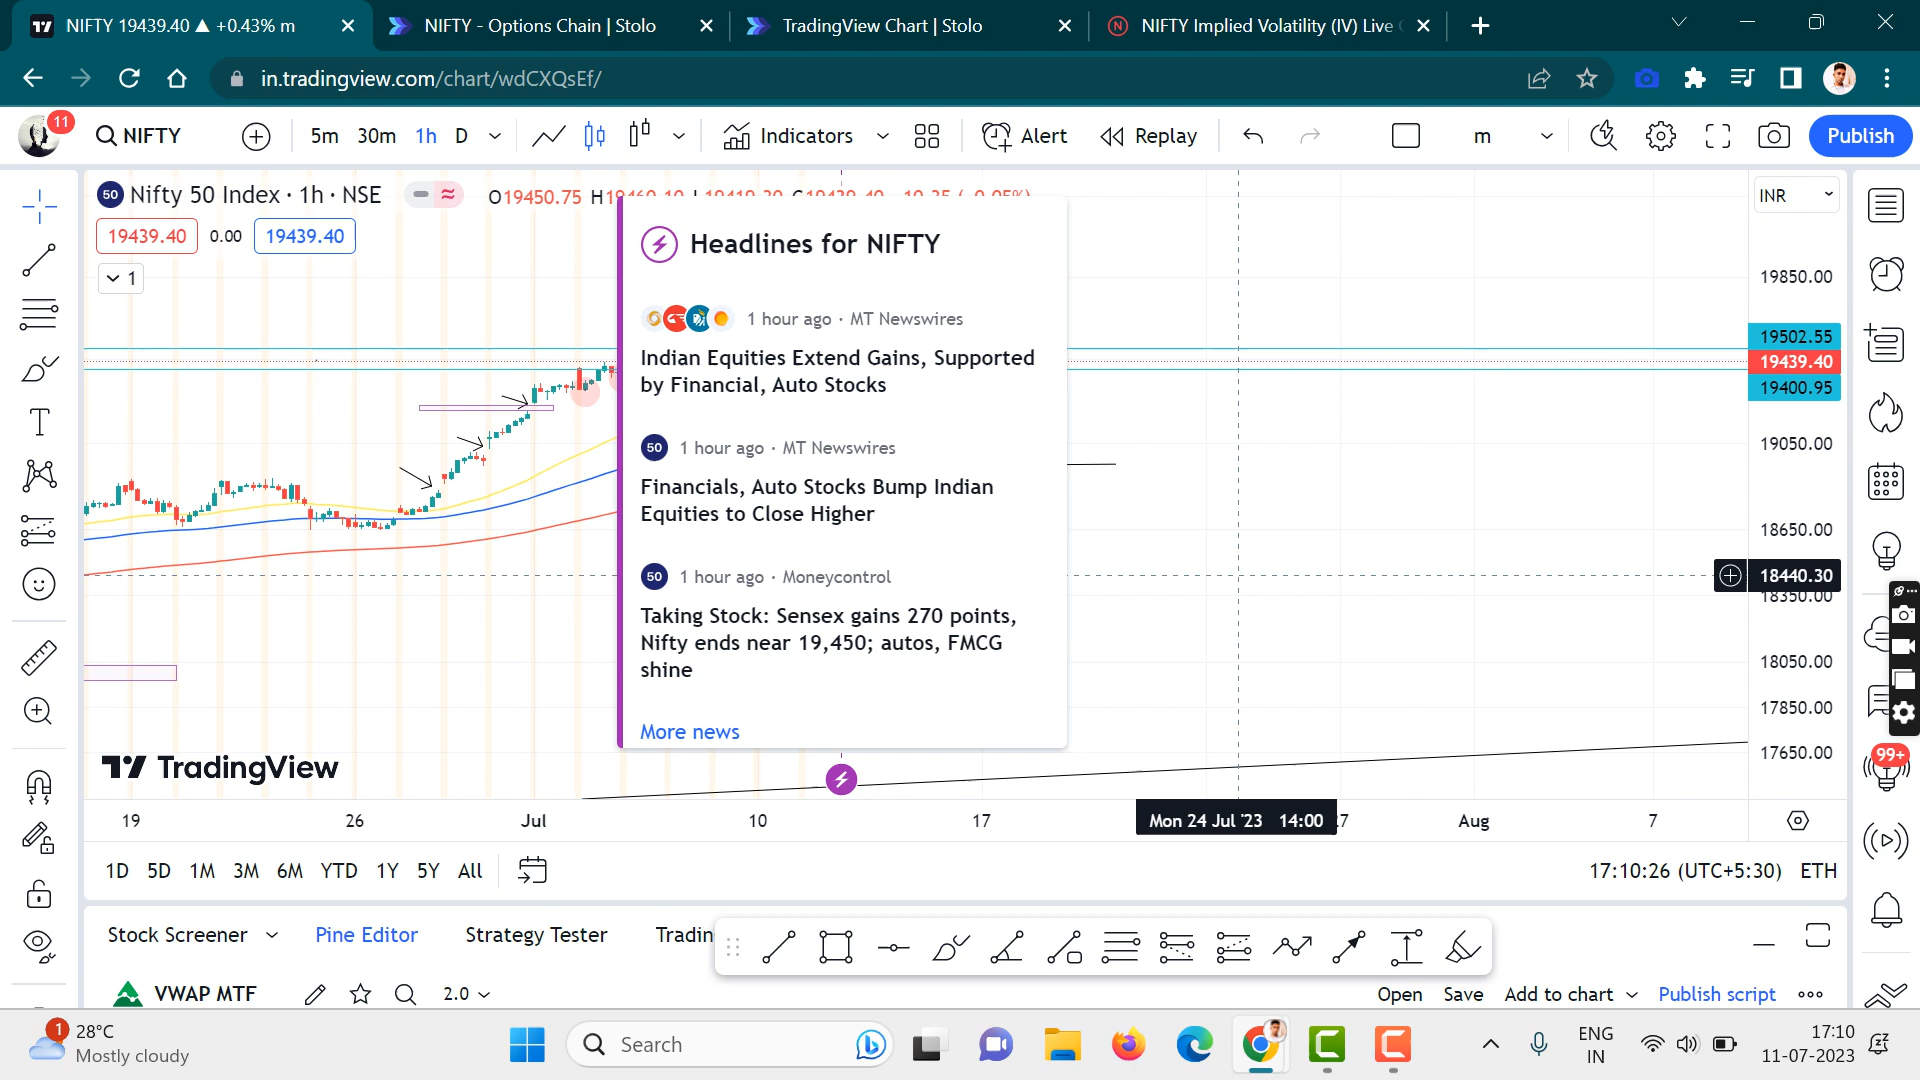 NIFTY 19439.40 ▲ +0.43% m
NIFTY - Options Chain | Stolo
TradingView Chart | Stolo
NIFTY Implied Volatility (IV) Live
in.tradingview.com/chart/wdCXQsEf/
11
NIFTY
5m 30m 1h D
Indicators
Alert
Replay
m
Publish
50 Nifty 50 Index · 1h · NSE
O19450.75
INR
19439.40 0.00 19439.40
1
Headlines for NIFTY
1 hour ago · MT Newswires
Indian Equities Extend Gains, Supported
by Financial, Auto Stocks
50 1 hour ago · MT Newswires
Financials, Auto Stocks Bump Indian
Equities to Close Higher
50 1 hour ago · Moneycontrol
Taking Stock: Sensex gains 270 points,
Nifty ends near 19,450; autos, FMCG
shine
More news
19850.00
19502.55
19439.40
19400.95
19050.00
18650.00
18440.30
18350.00
18050.00
17850.00
17650.00
99+
TradingView
19 26 Jul 10 17 Mon 24 Jul '23 14:00 Aug 7
1D 5D 1M 3M 6M YTD 1Y 5Y All
17:10:26 (UTC+5:30) ETH
Stock Screener
Pine Editor
Strategy Tester
Tradin
VWAP MTF
2.0
Open Save Add to chart Publish script
1
28°C
Mostly cloudy
Search
ENG
IN
17:10
11-07-2023